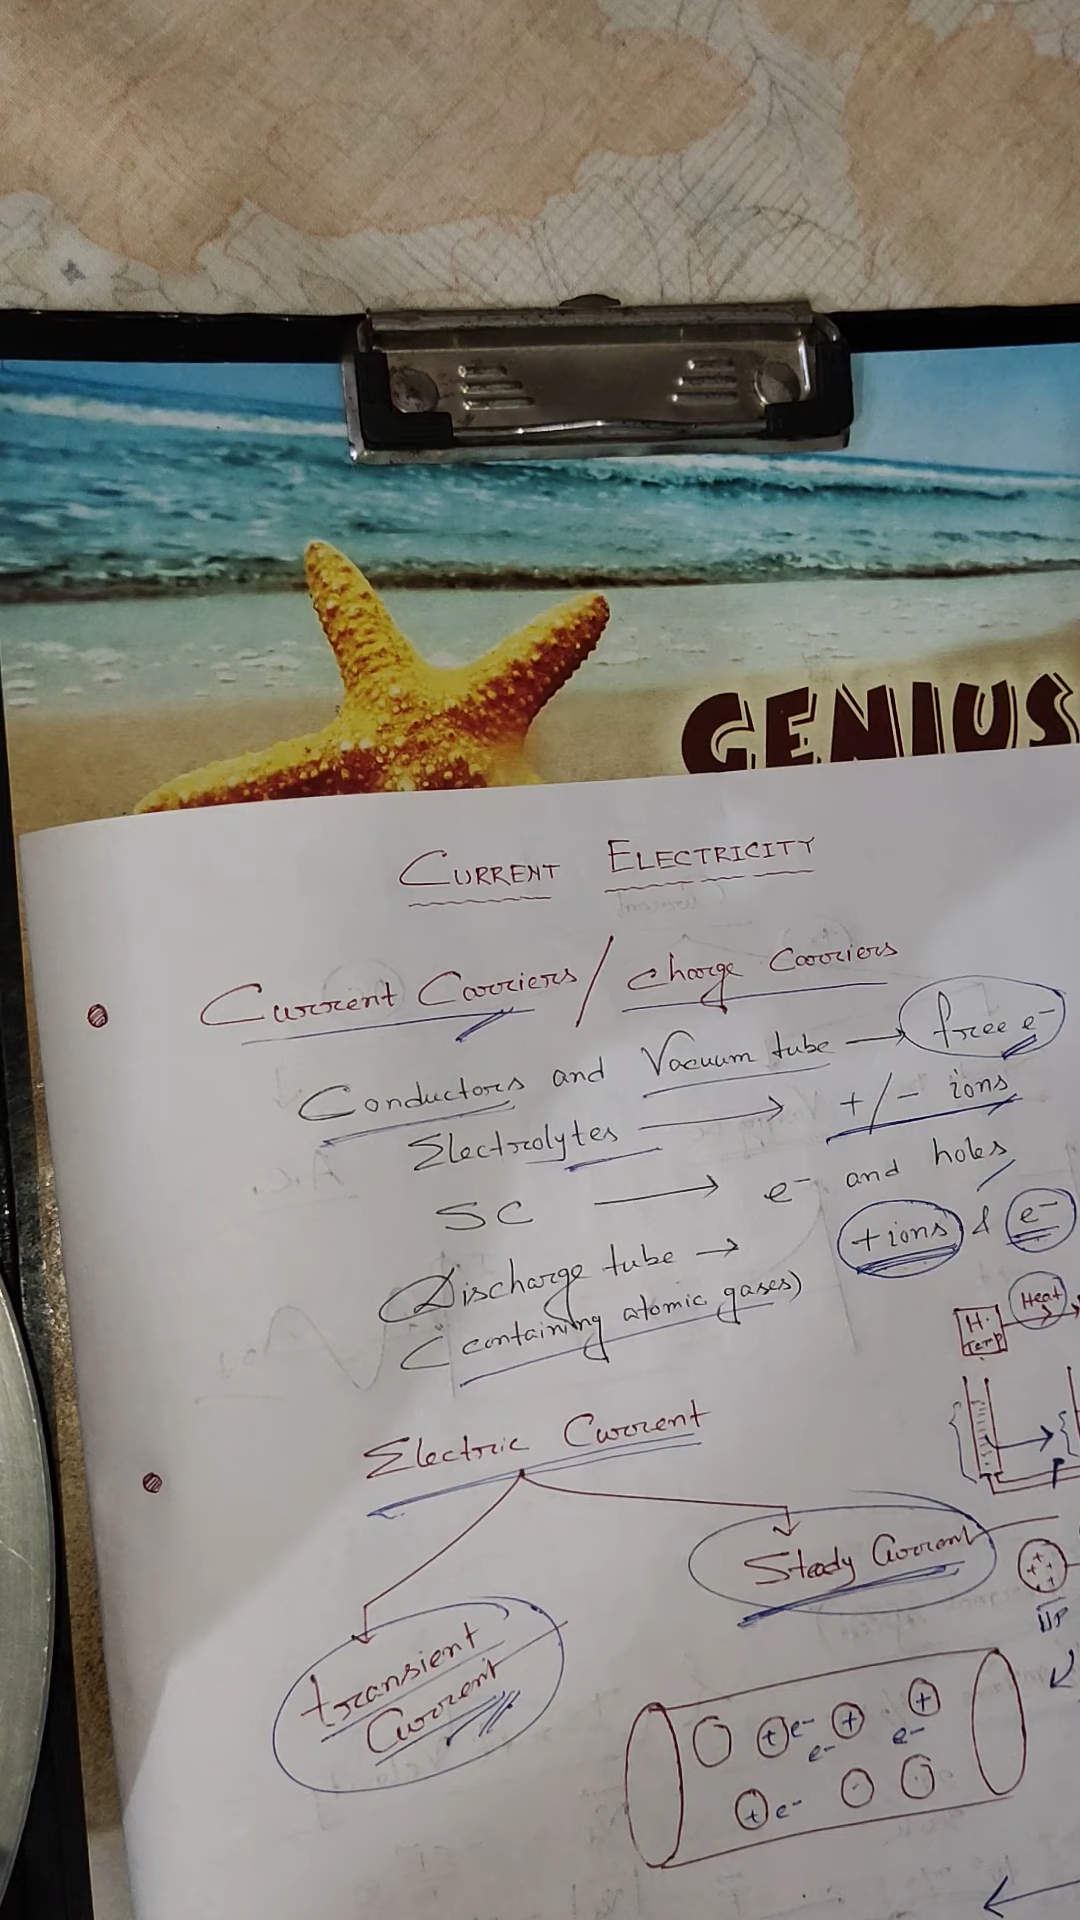 GENIUS
CURRENT ELECTRICITY
Current Carriers / Charge Carriers
Conductors and Vacuum tube → free e⁻
Electrolytes → +/- ions
SC → e⁻ and holes
Discharge tube → +ions & e⁻
(containing atomic gases)
H. Temp → Heat
Electric Current
Steady Current
transient Current
+ e⁻ + +
e⁻ e⁻
+ e⁻